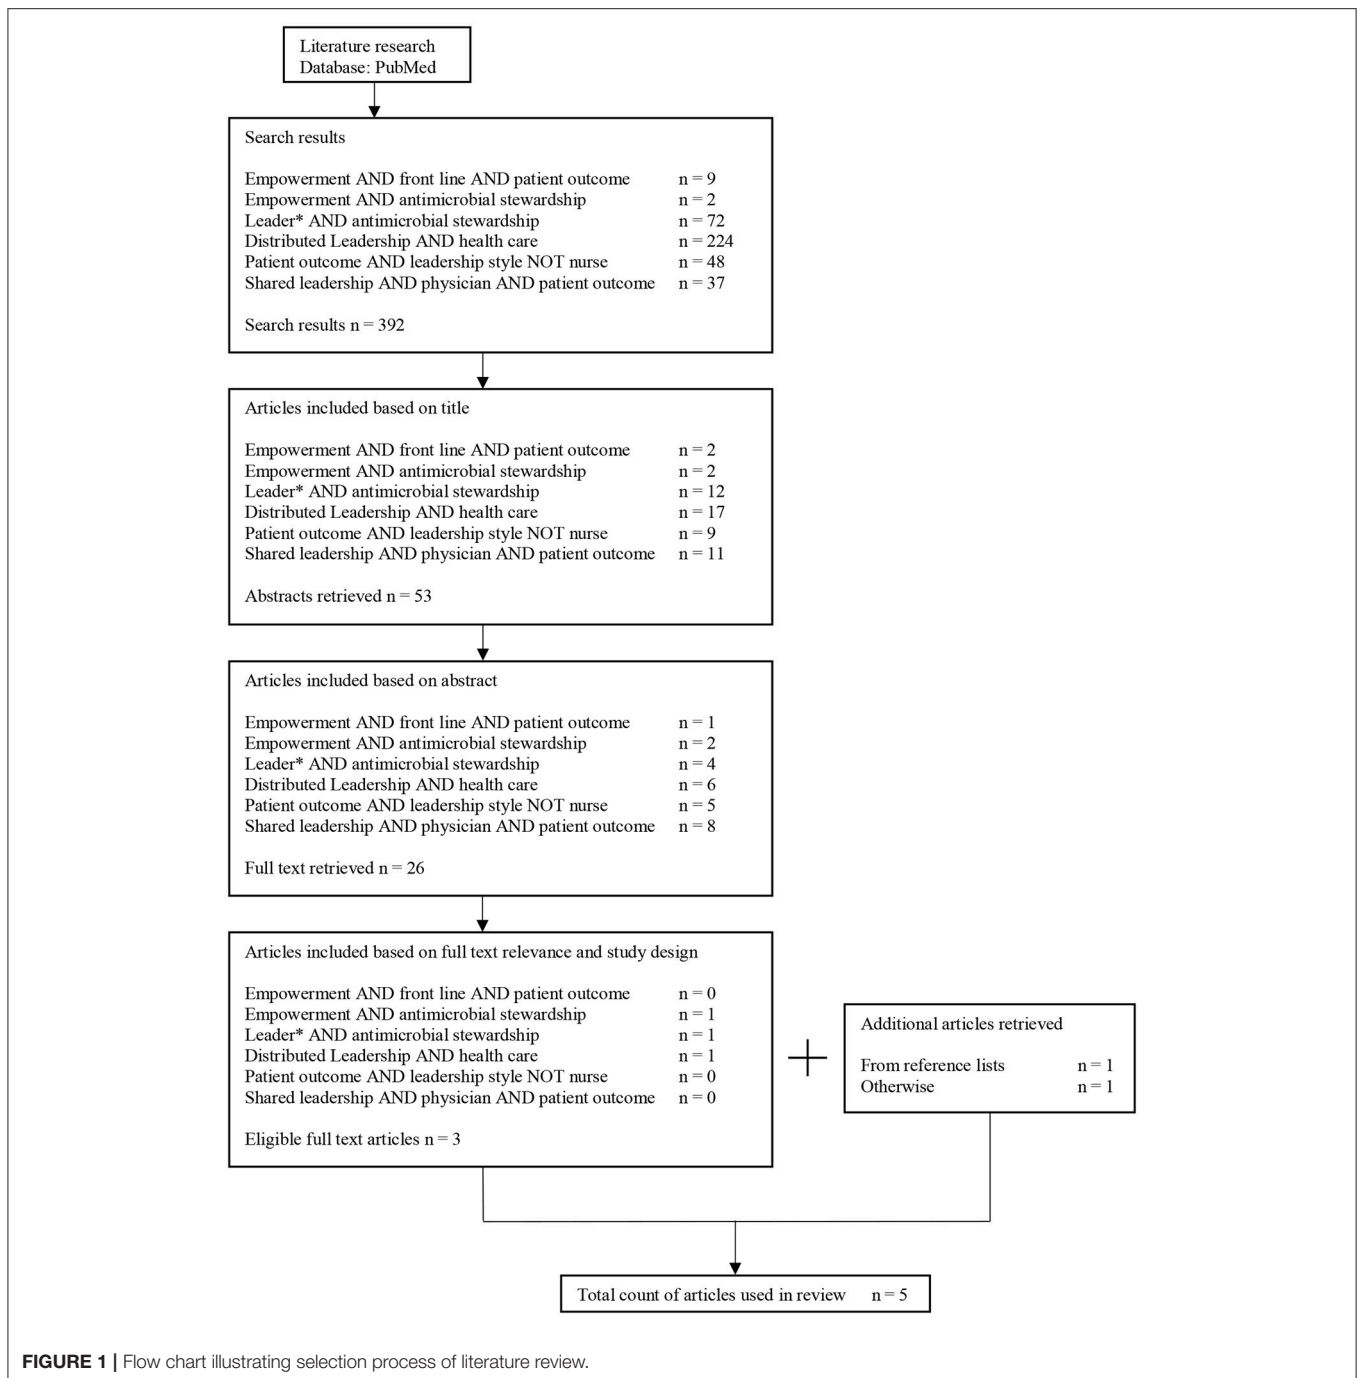 Literature research
Database: PubMed
Search results
Empowerment AND front line AND patient outcome n = 9
Empowerment AND antimicrobial stewardship n = 2
Leader* AND antimicrobial stewardship n = 72
Distributed Leadership AND health care n = 224
Patient outcome AND leadership style NOT nurse n = 48
Shared leadership AND physician AND patient outcome n = 37
Search results n = 392
Articles included based on title
Empowerment AND front line AND patient outcome n = 2
Empowerment AND antimicrobial stewardship n = 2
Leader* AND antimicrobial stewardship n = 12
Distributed Leadership AND health care n = 17
Patient outcome AND leadership style NOT nurse n = 9
Shared leadership AND physician AND patient outcome n = 11
Abstracts retrieved n = 53
Articles included based on abstract
Empowerment AND front line AND patient outcome n = 1
Empowerment AND antimicrobial stewardship n = 2
Leader* AND antimicrobial stewardship n = 4
Distributed Leadership AND health care n = 6
Patient outcome AND leadership style NOT nurse n = 5
Shared leadership AND physician AND patient outcome n = 8
Full text retrieved n = 26
Articles included based on full text relevance and study design
Empowerment AND front line AND patient outcome n = 0
Empowerment AND antimicrobial stewardship n = 1
Leader* AND antimicrobial stewardship n = 1
Distributed Leadership AND health care n = 1
Patient outcome AND leadership style NOT nurse n = 0
Shared leadership AND physician AND patient outcome n = 0
Eligible full text articles n = 3
+
Additional articles retrieved
From reference lists n = 1
Otherwise n = 1
Total count of articles used in review n = 5
FIGURE 1 | Flow chart illustrating selection process of literature review.